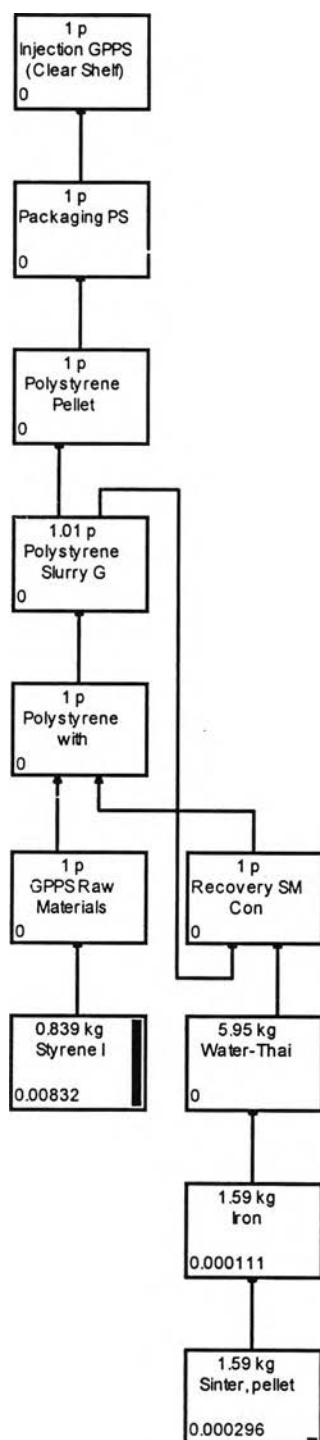 1 p
Injection GPPS
(Clear Shelf)
0
1 p
Packaging PS
0
1 p
Polystyrene
Pellet
0
1.01 p
Polystyrene
Slurry G
0
1 p
Polystyrene
with
0
1 p
GPPS Raw
Materials
0
1 p
Recovery SM
Con
0
0.839 kg
Styrene I
0.00832
5.95 kg
Water-Thai
0
1.59 kg
Iron
0.000111
1.59 kg
Sinter, pellet
0.000296